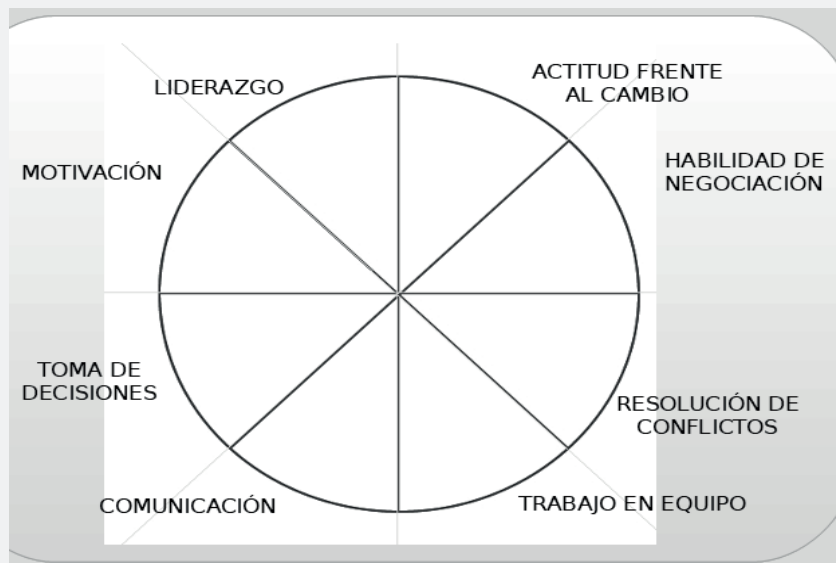 LIDERAZGO
ACTITUD FRENTE
AL CAMBIO
MOTIVACIÓN
HABILIDAD DE
NEGOCIACIÓN
TOMA DE
DECISIONES
RESOLUCIÓN DE
CONFLICTOS
COMUNICACIÓN
TRABAJO EN EQUIPO